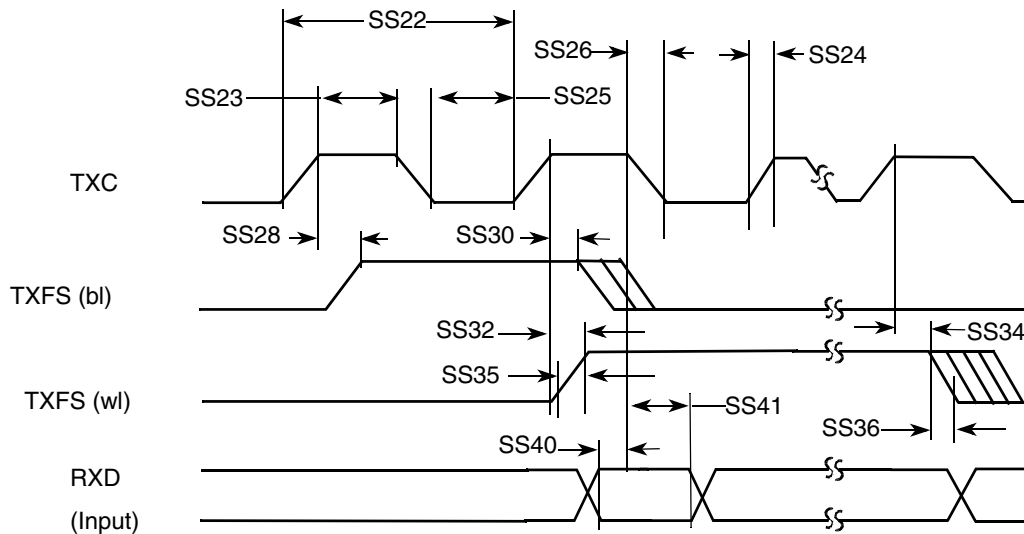 SS22
SS26
SS24
SS23
SS25
TXC
SS28
SS30
TXFS (bl)
SS32
SS34
SS35
TXFS (wl)
SS41
SS36
SS40
RXD
(Input)